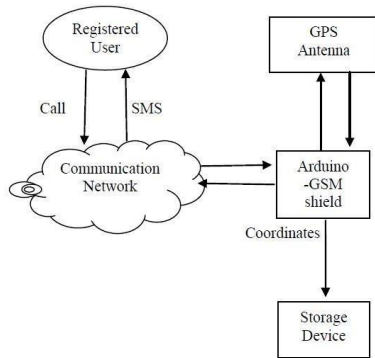 Registered
User
GPS
Antenna
Call
SMS
Communication
Network
Arduino
-GSM
shield
Coordinates
Storage
Device